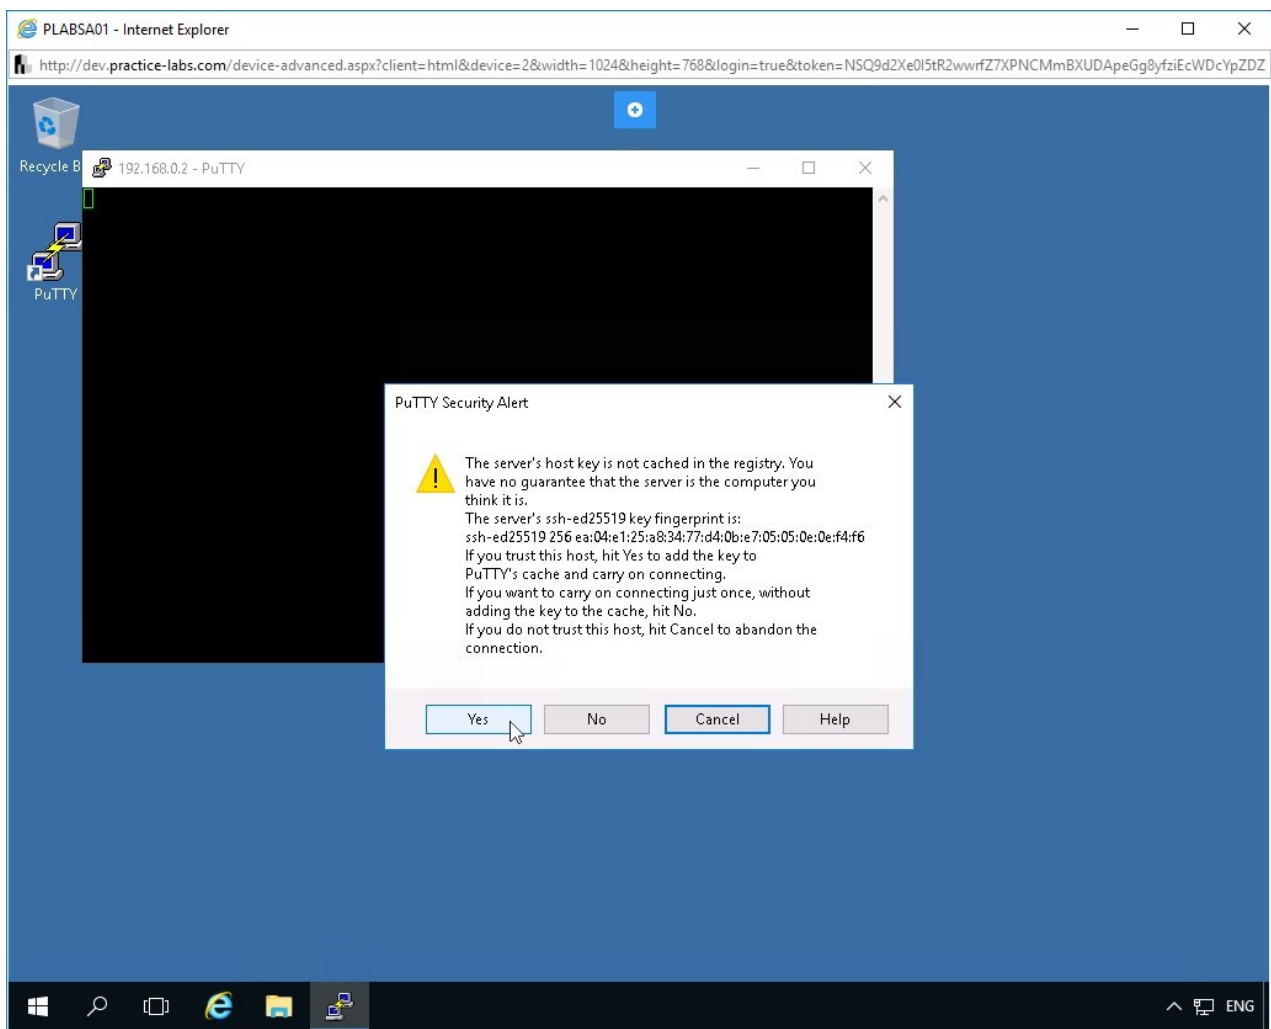 PLABSA01 - Internet Explorer
http://dev.practice-labs.com/device-advanced.aspx?client=html&device=2&width=1024&height=768&login=true&token=NSQ9d2Xe0I5tR2wwrfZ7XPNCMmBXUDApeGg8yfziEcWDcYpZDZ
Recycle B
192.168.0.2 - PuTTY
PuTTY
PuTTY Security Alert
The server's host key is not cached in the registry. You
have no guarantee that the server is the computer you
think it is.
The server's ssh-ed25519 key fingerprint is:
ssh-ed25519 256 ea:04:e1:25:a8:34:77:d4:0b:e7:05:05:0e:0e:f4:f6
If you trust this host, hit Yes to add the key to
PuTTY's cache and carry on connecting.
If you want to carry on connecting just once, without
adding the key to the cache, hit No.
If you do not trust this host, hit Cancel to abandon the
connection.
Yes No Cancel Help
ENG